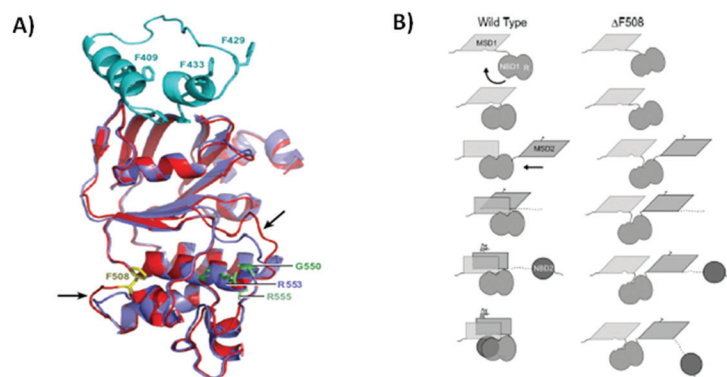 A)
F429
F409
F433
F508
G550
R553
R555
B)
Wild Type
ΔF508
MSD1
NBD1
R
MSD2
NBD2